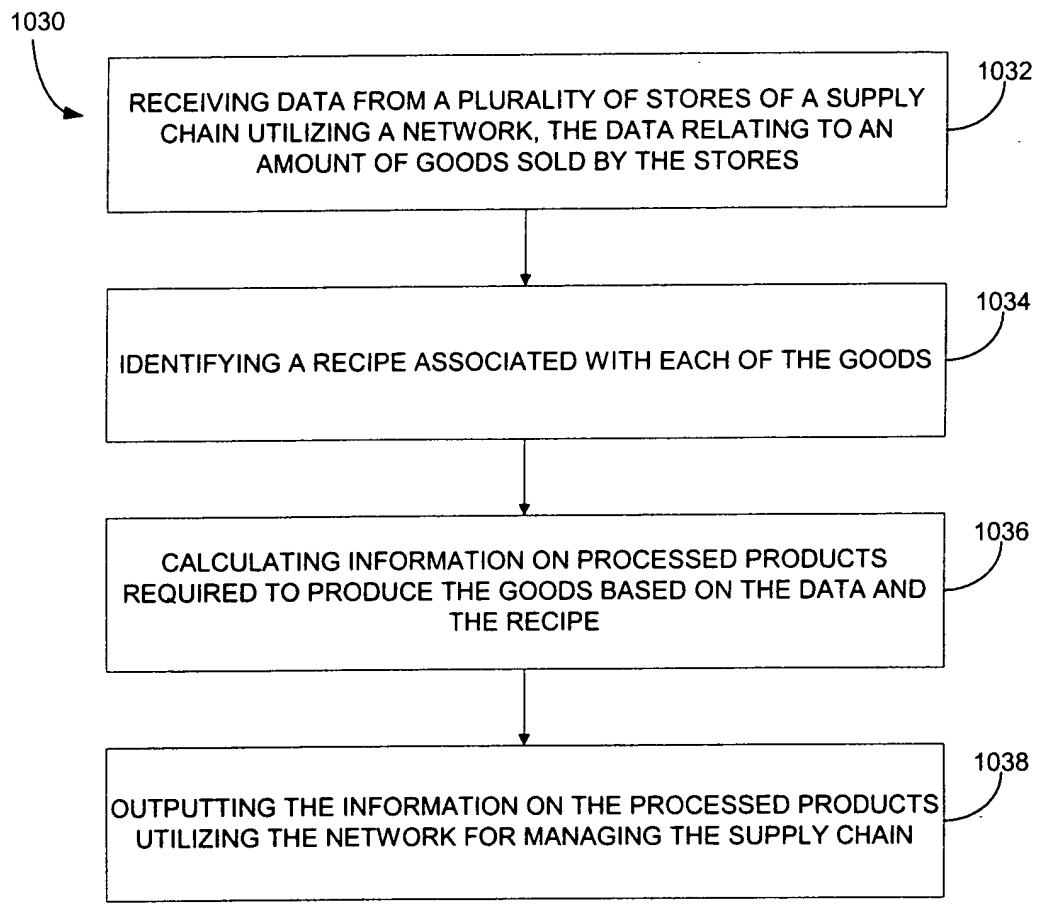 1030
1032
RECEIVING DATA FROM A PLURALITY OF STORES OF A SUPPLY
CHAIN UTILIZING A NETWORK, THE DATA RELATING TO AN
AMOUNT OF GOODS SOLD BY THE STORES
1034
IDENTIFYING A RECIPE ASSOCIATED WITH EACH OF THE GOODS
1036
CALCULATING INFORMATION ON PROCESSED PRODUCTS
REQUIRED TO PRODUCE THE GOODS BASED ON THE DATA AND
THE RECIPE
1038
OUTPUTTING THE INFORMATION ON THE PROCESSED PRODUCTS
UTILIZING THE NETWORK FOR MANAGING THE SUPPLY CHAIN